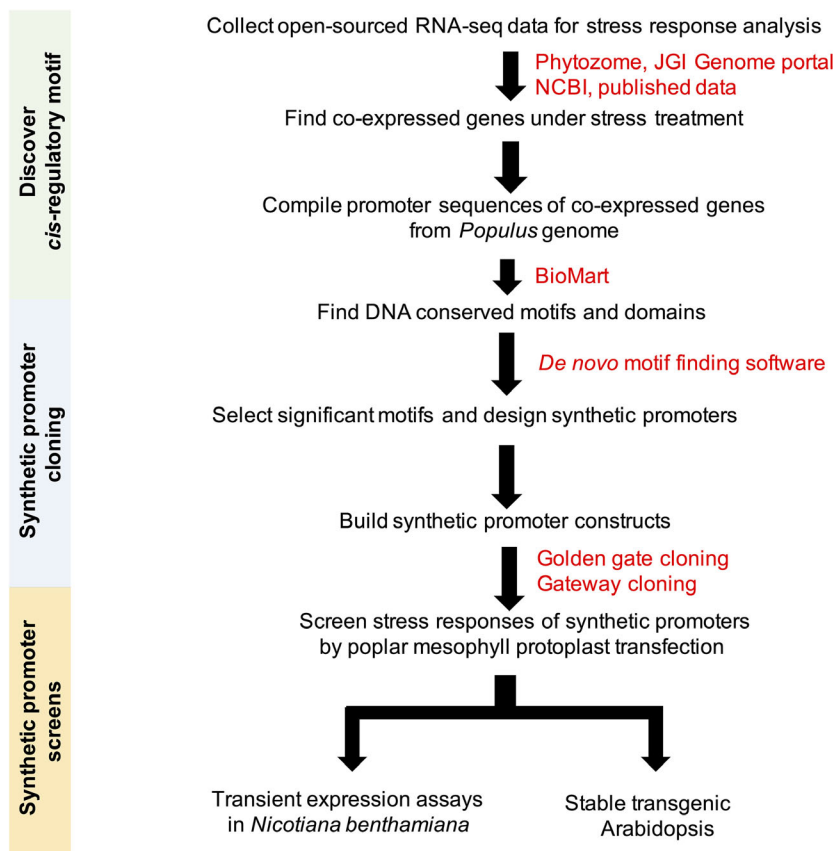 Collect open-sourced RNA-seq data for stress response analysis
Phytozome, JGI Genome portal
NCBI, published data
Find co-expressed genes under stress treatment
Discover
cis-regulatory motif
Compile promoter sequences of co-expressed genes
from Populus genome
BioMart
Find DNA conserved motifs and domains
De novo motif finding software
Select significant motifs and design synthetic promoters
Synthetic promoter
cloning
Build synthetic promoter constructs
Golden gate cloning
Gateway cloning
Screen stress responses of synthetic promoters
by poplar mesophyll protoplast transfection
Synthetic promoter
screens
Transient expression assays
in Nicotiana benthamiana
Stable transgenic
Arabidopsis